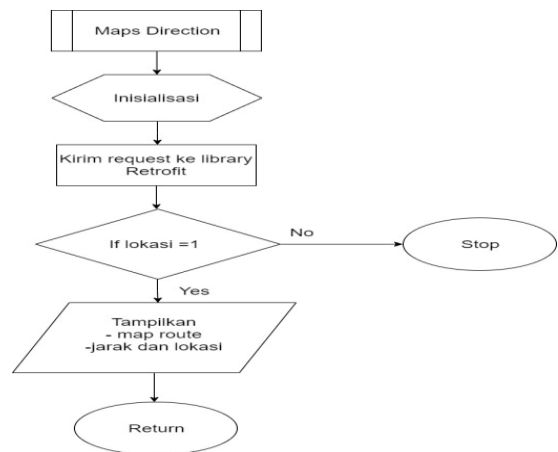 Maps Direction
Inisialisasi
Kirim request ke library
Retrofit
If lokasi =1
No
Stop
Yes
Tampilkan
- map route
-jarak dan lokasi
Return